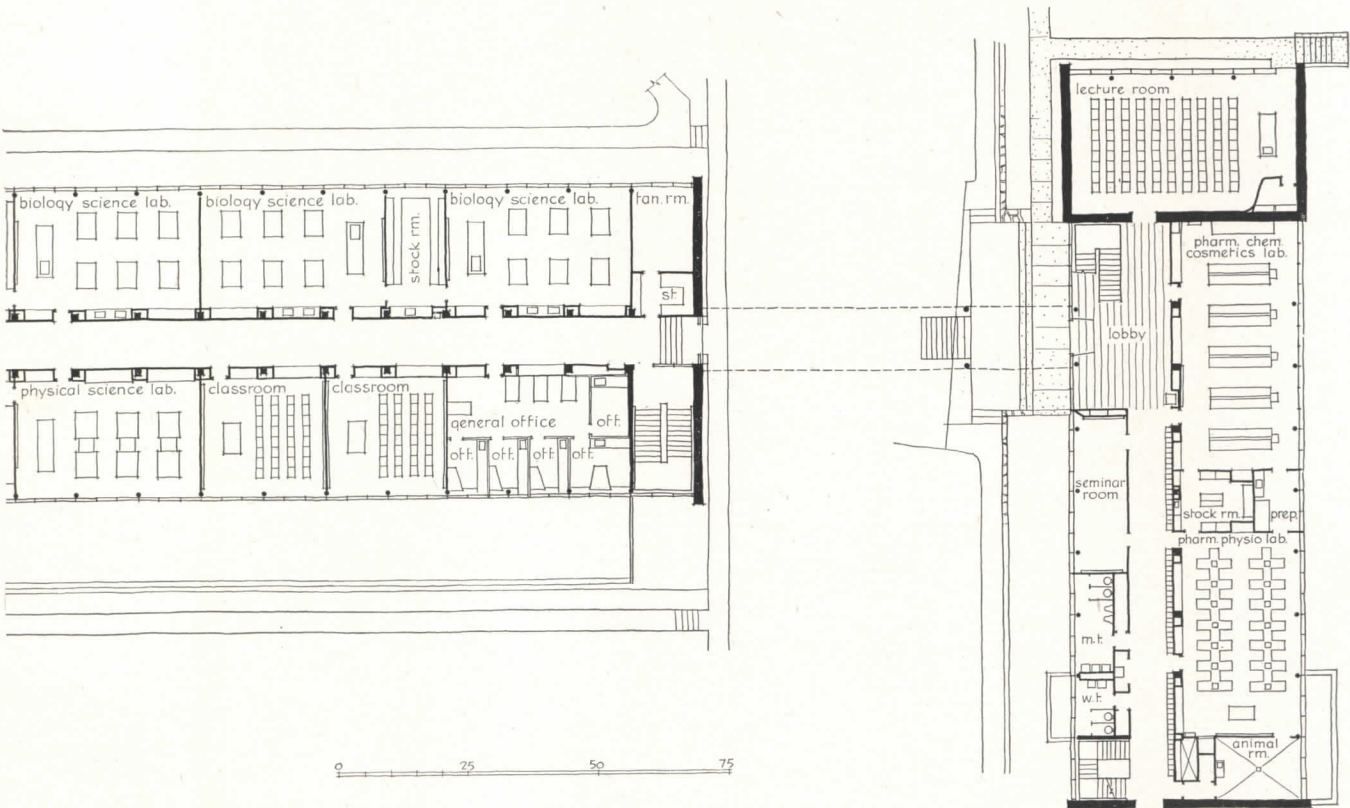 lecture room
biology science lab.
biology science lab.
biology science lab.
fan. rm.
stock rm.
st.
pharm. chem.
cosmetics lab.
lobby
physical science lab.
classroom
classroom
general office
off.
off.
off.
off.
off.
seminar
room
stock rm.
prep.
pharm. physio lab.
m.t.
w.t.
animal
rm.
0 25 50 75